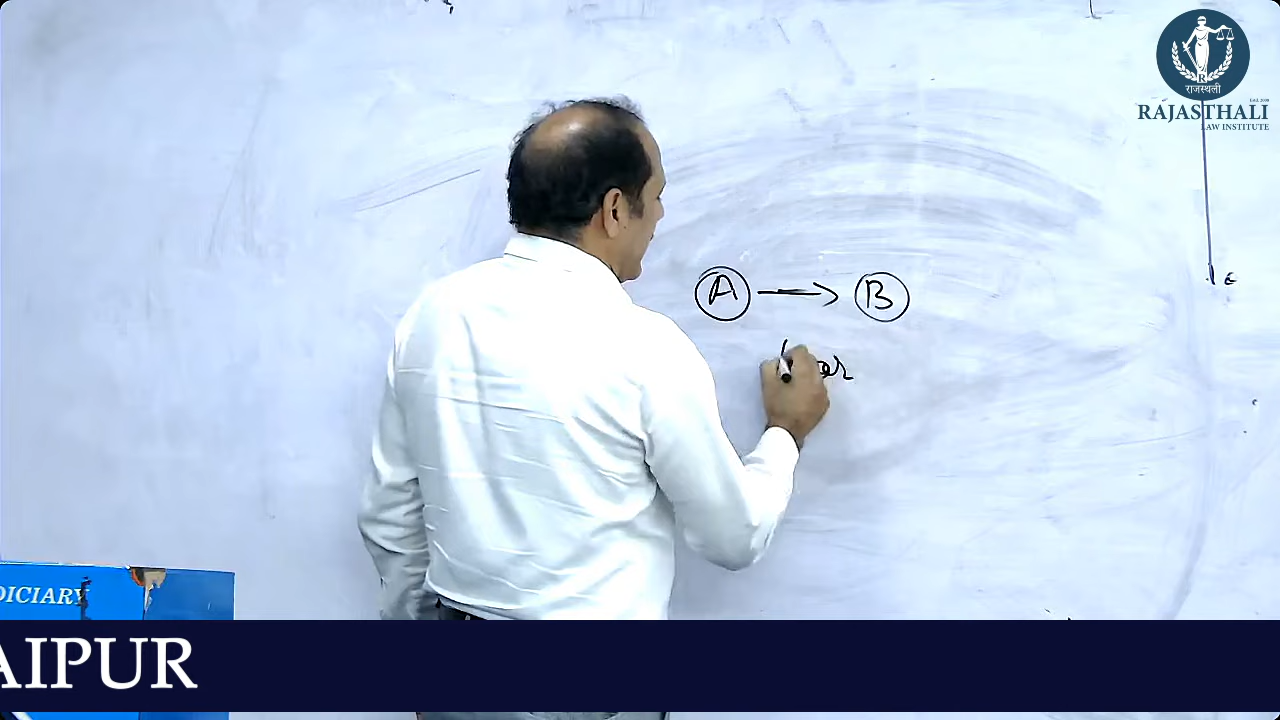 राजस्थली
RAJASTHALI
LAW INSTITUTE
A → B
DICIARY
AIPUR